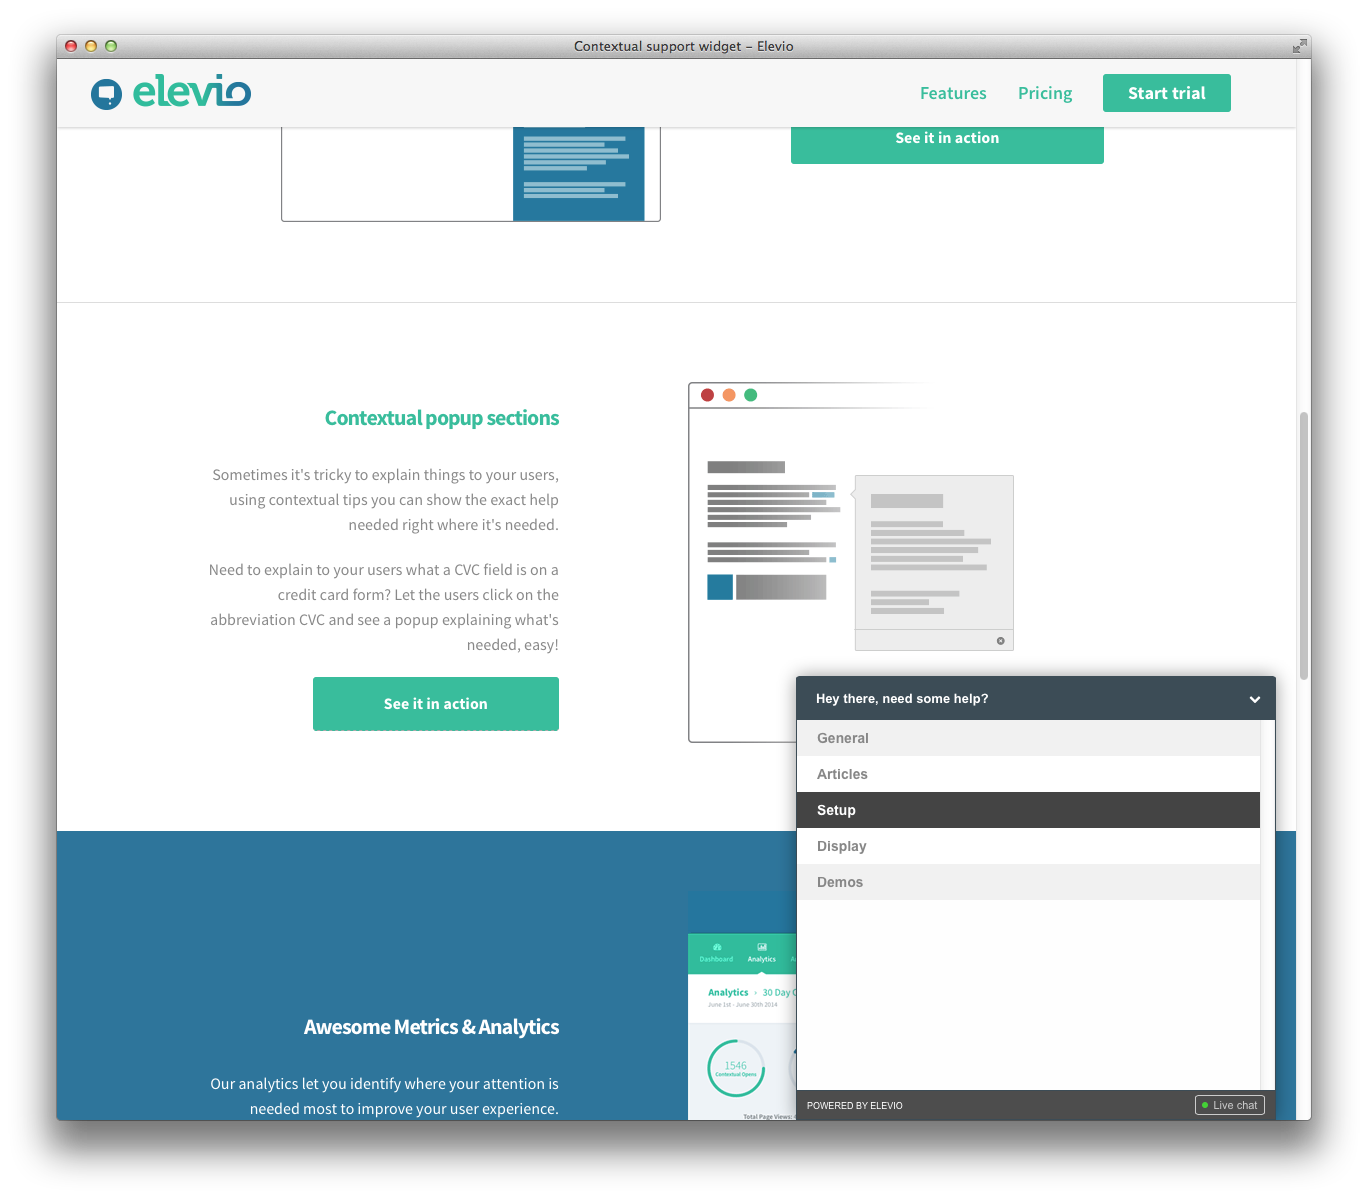 Contextual support widget – Elevio
elevio
Features
Pricing
Start trial
See it in action
Contextual popup sections
Sometimes it's tricky to explain things to your users,
using contextual tips you can show the exact help
needed right where it's needed.
Need to explain to your users what a CVC field is on a
credit card form? Let the users click on the
abbreviation CVC and see a popup explaining what's
needed, easy!
See it in action
Hey there, need some help?
General
Articles
Setup
Display
Demos
POWERED BY ELEVIO
Live chat
Awesome Metrics & Analytics
Our analytics let you identify where your attention is
needed most to improve your user experience.
Dashboard
Analytics
Analytics
30 Day
June 1st - June 30th 2014
1546
Contextual Opens
Total Page Views: